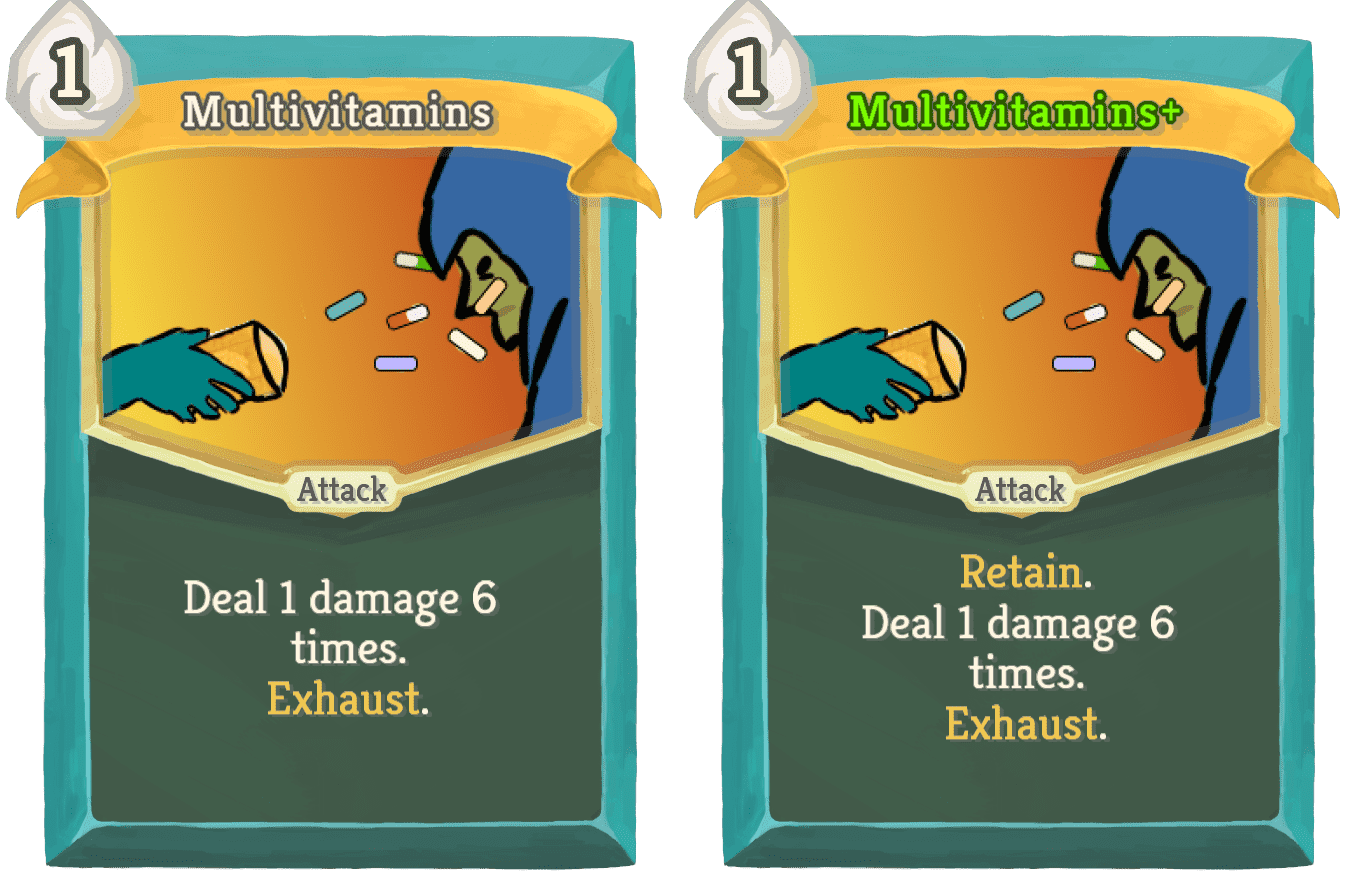 1
Multivitamins
Attack
Deal 1 damage 6
times.
Exhaust.
1
Multivitamins+
Attack
Retain.
Deal 1 damage 6
times.
Exhaust.